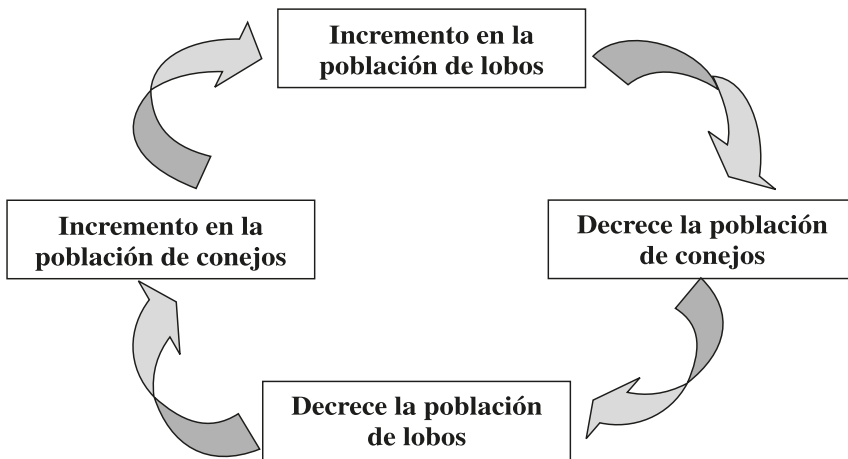 Incremento en la
población de lobos
Incremento en la
población de conejos
Decrece la población
de conejos
Decrece la población
de lobos